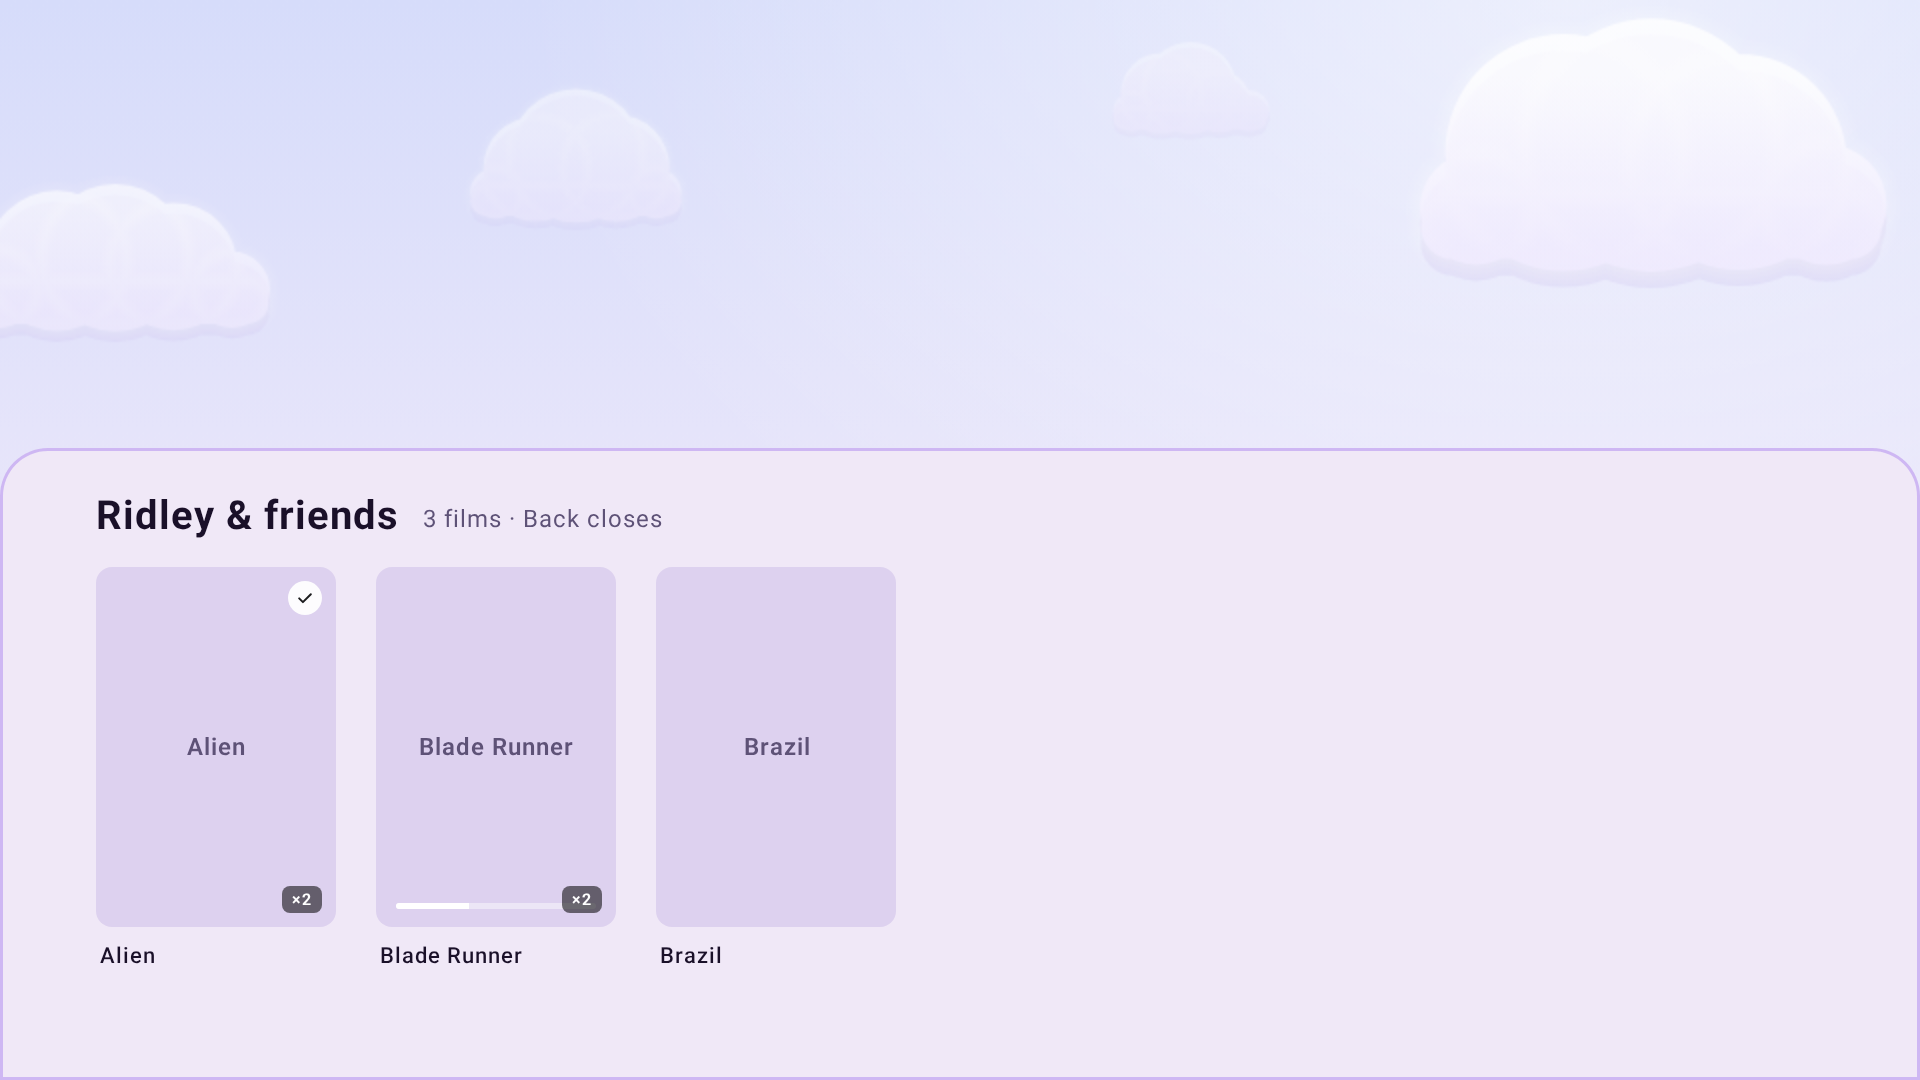 Ridley & friends 3 films · Back closes
Alien Blade Runner Brazil
×2 ×2
Alien Blade Runner Brazil